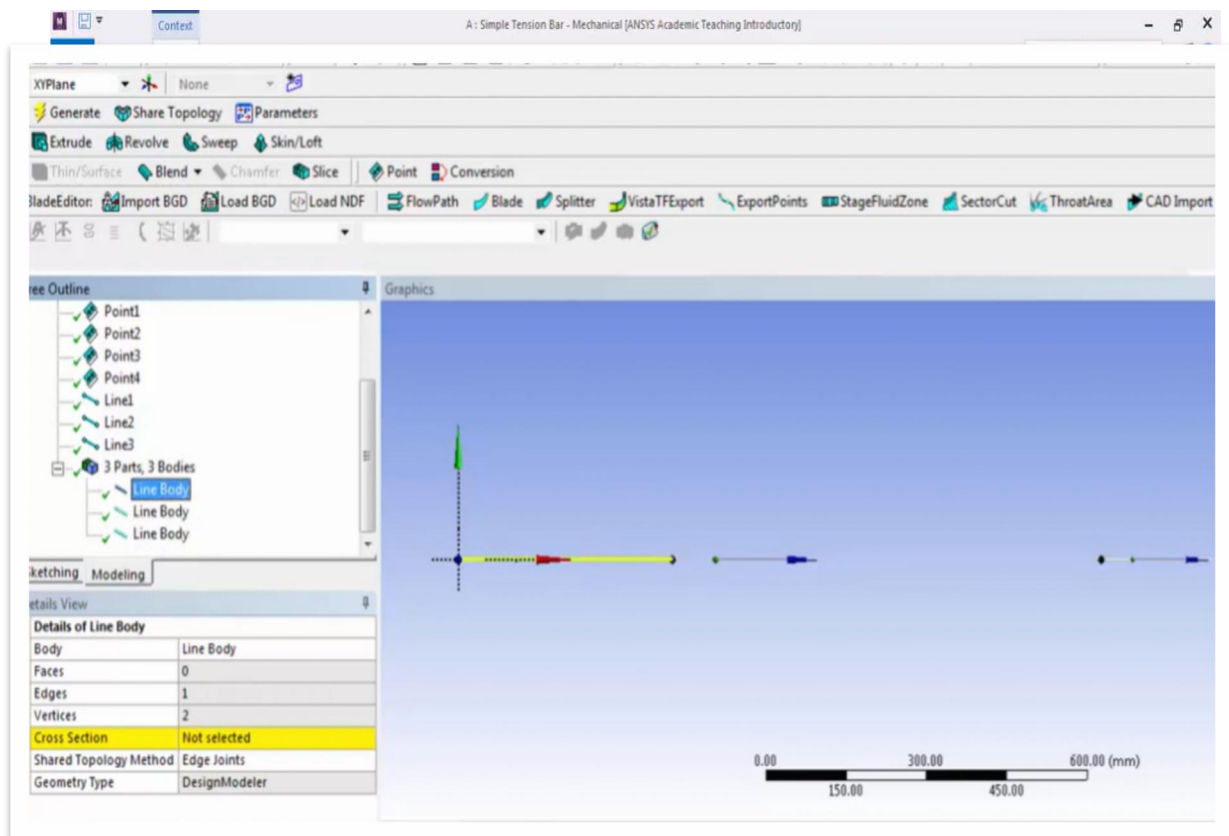 Context
A : Simple Tension Bar - Mechanical [ANSYS Academic Teaching Introductory]
XYPlane None
Generate Share Topology Parameters
Extrude Revolve Sweep Skin/Loft
Thin/Surface Blend Chamfer Slice Point Conversion
BladeEditor: Import BGD Load BGD Load NDF FlowPath Blade Splitter VistaTFExport ExportPoints StageFluidZone SectorCut ThroatArea CAD Import
ree Outline Graphics
Point1
Point2
Point3
Point4
Line1
Line2
Line3
3 Parts, 3 Bodies
Line Body
Line Body
Line Body
ketching Modeling
etails View
Details of Line Body
Body Line Body
Faces 0
Edges 1
Vertices 2
Cross Section Not selected
Shared Topology Method Edge Joints
Geometry Type DesignModeler
0.00 300.00 600.00 (mm)
150.00 450.00